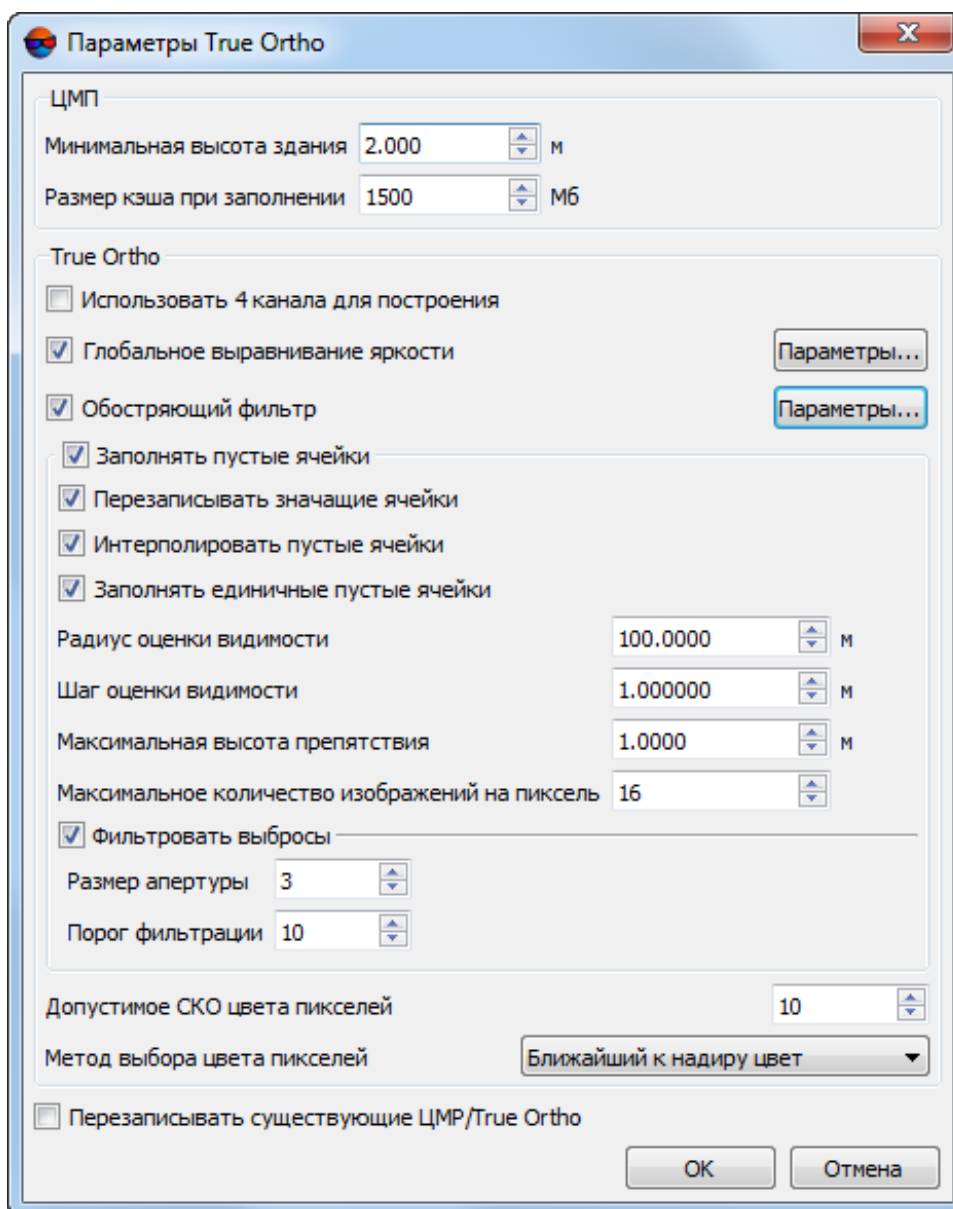 Параметры True Ortho
ЦМП
Минимальная высота здания 2.000 м
Размер кэша при заполнении 1500 Мб
True Ortho
Использовать 4 канала для построения
Глобальное выравнивание яркости Параметры...
Обостряющий фильтр Параметры...
Заполнять пустые ячейки
Перезаписывать значащие ячейки
Интерполировать пустые ячейки
Заполнять единичные пустые ячейки
Радиус оценки видимости 100.0000 м
Шаг оценки видимости 1.000000 м
Максимальная высота препятствия 1.0000 м
Максимальное количество изображений на пиксель 16
Фильтровать выбросы
Размер апертуры 3
Порог фильтрации 10
Допустимое СКО цвета пикселей 10
Метод выбора цвета пикселей Ближайший к надиру цвет
Перезаписывать существующие ЦМР/True Ortho
OK Отмена